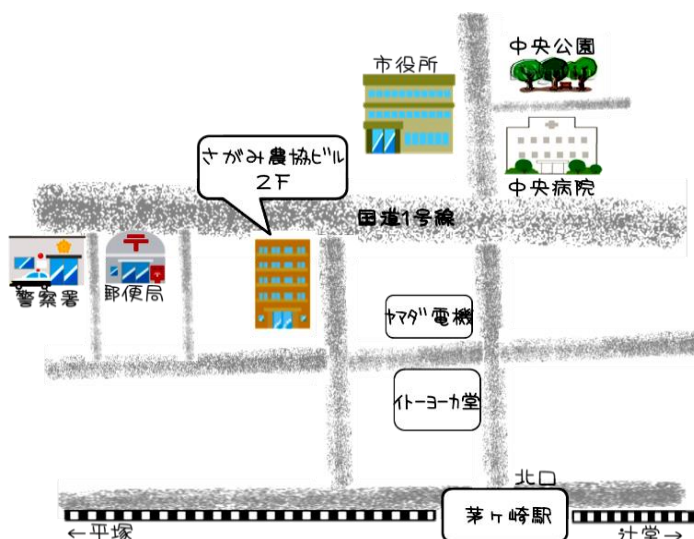 中央公園
市役所
さがみ農協ビル
2F
中央病院
国道1号線
警察署
郵便局
ヤマダ電機
イトーヨーカ堂
北口
茅ヶ崎駅
←平塚
辻堂→